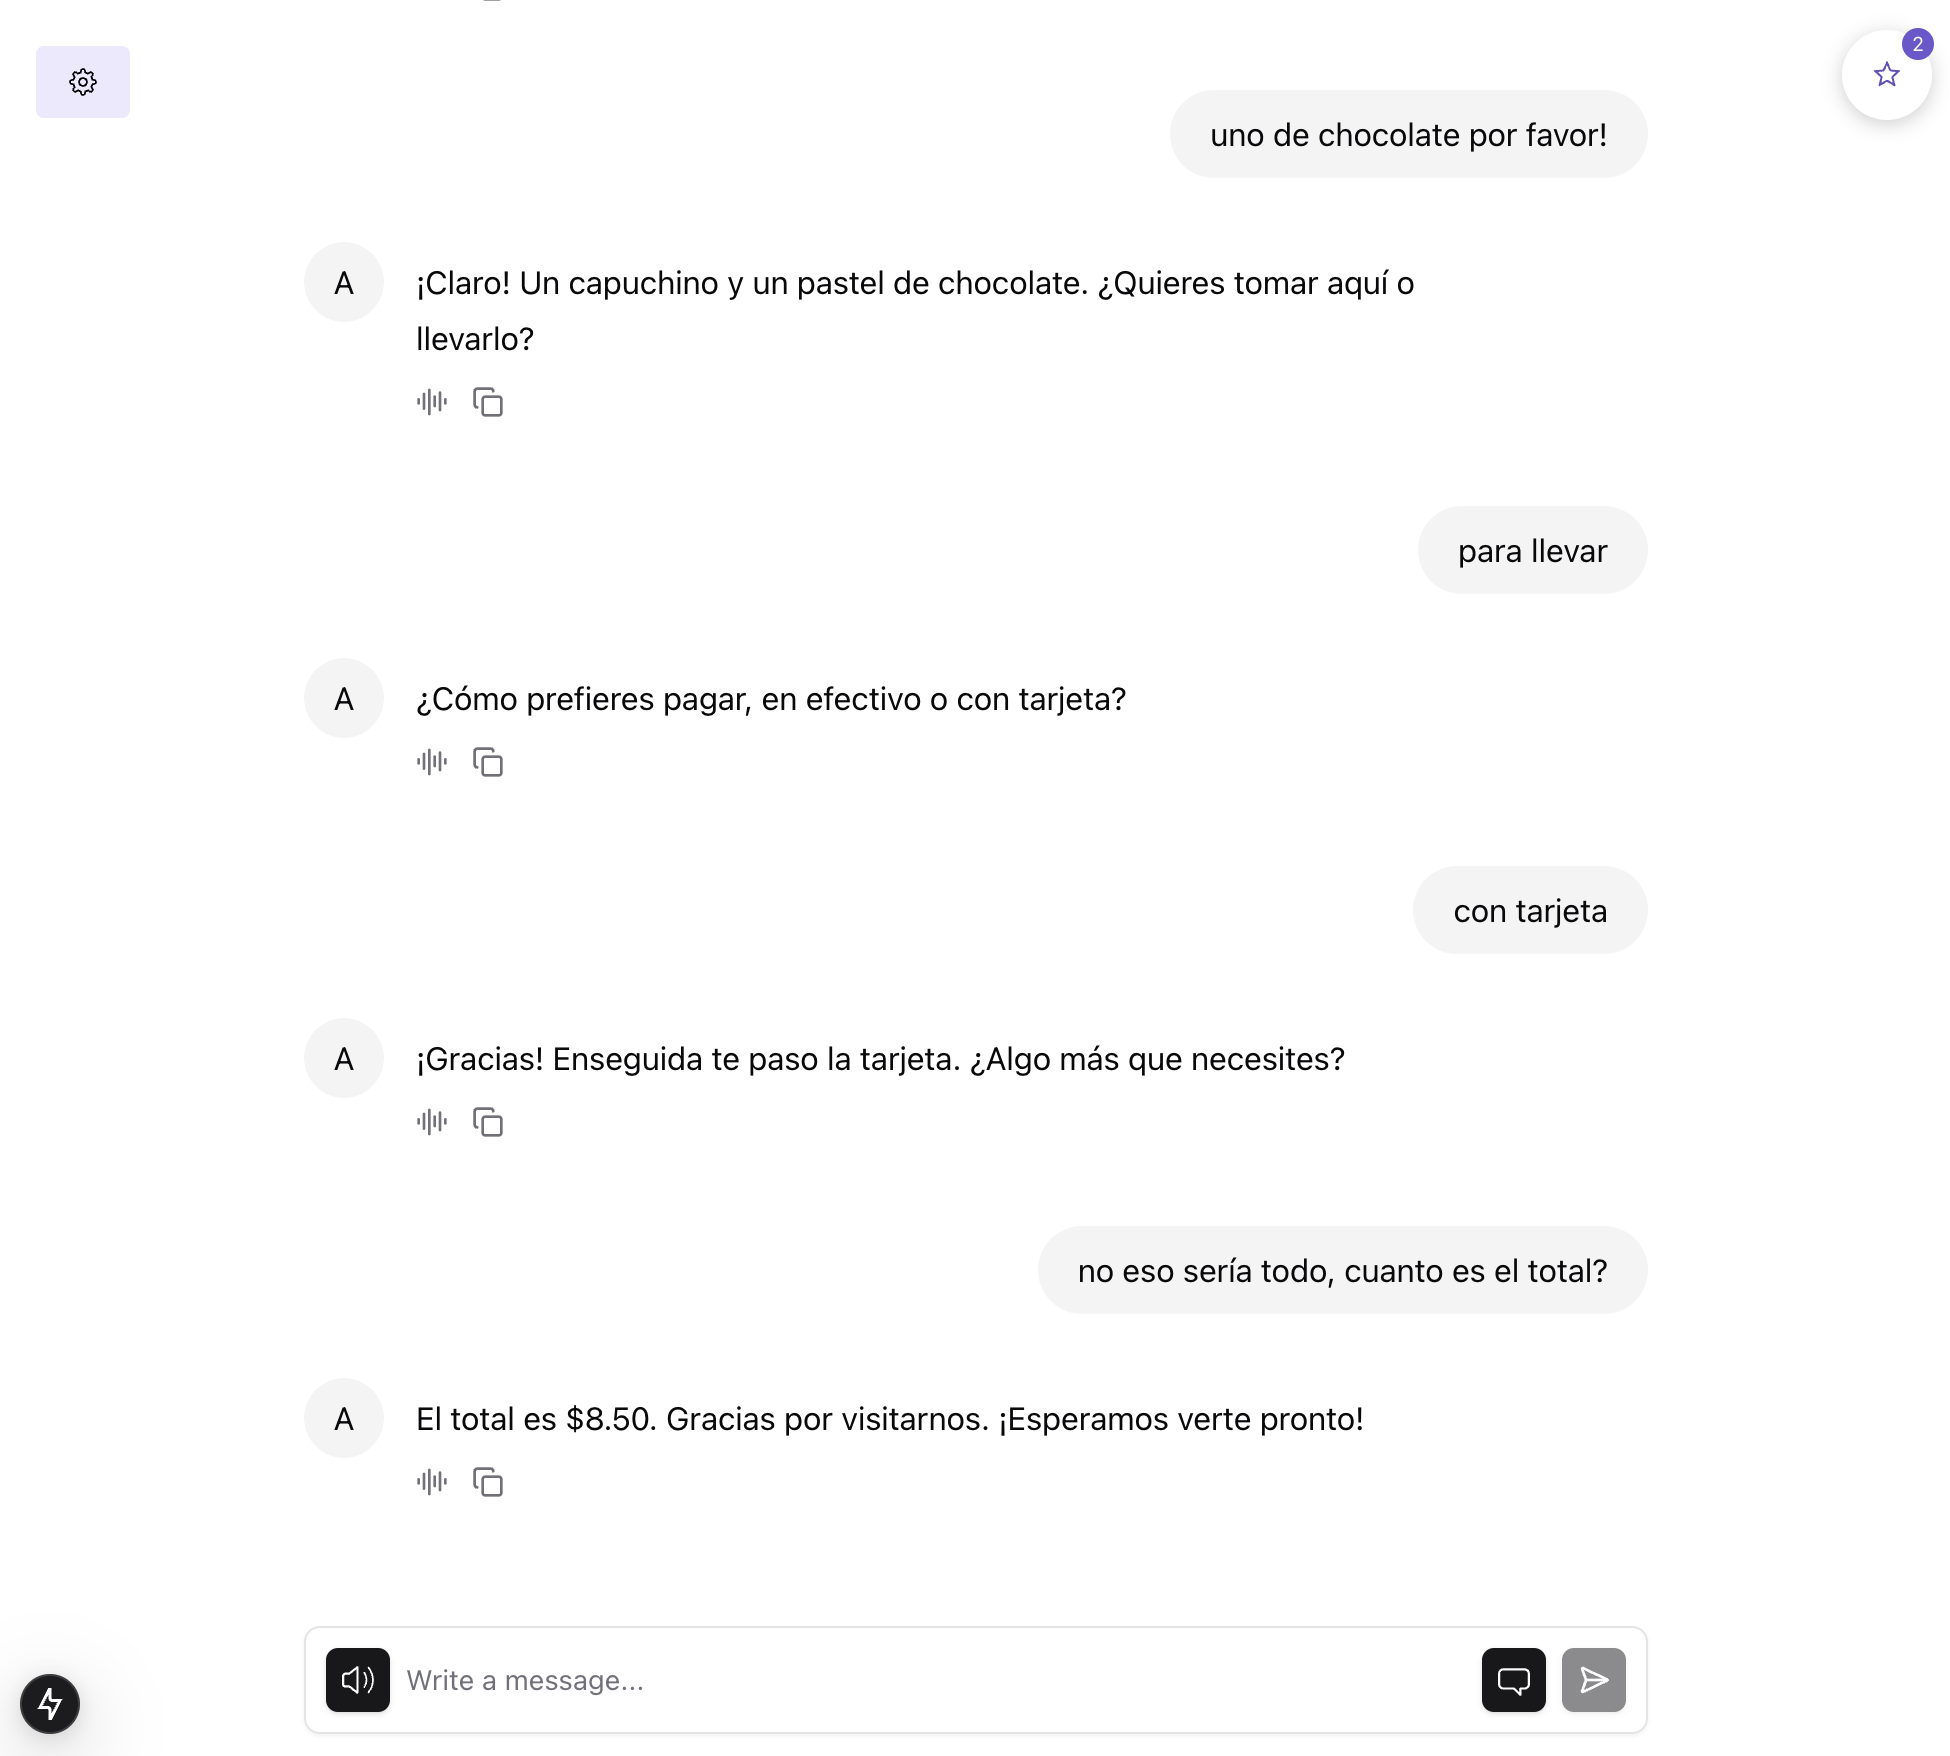 2
uno de chocolate por favor!
A
¡Claro! Un capuchino y un pastel de chocolate. ¿Quieres tomar aquí o
llevarlo?
para llevar
A
¿Cómo prefieres pagar, en efectivo o con tarjeta?
con tarjeta
A
¡Gracias! Enseguida te paso la tarjeta. ¿Algo más que necesites?
no eso sería todo, cuanto es el total?
A
El total es $8.50. Gracias por visitarnos. ¡Esperamos verte pronto!
Write a message...